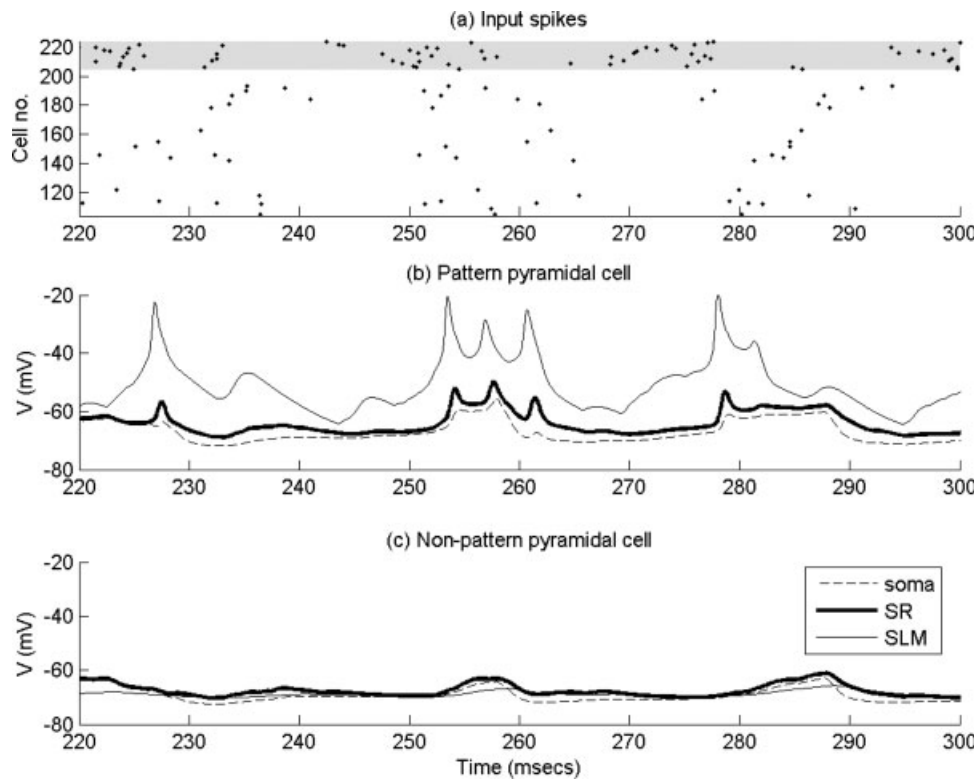 (a) Input spikes
Cell no.
220
200
180
160
140
120
220 230 240 250 260 270 280 290 300
(b) Pattern pyramidal cell
V (mV)
-20
-40
-60
-80
220 230 240 250 260 270 280 290 300
(c) Non-pattern pyramidal cell
V (mV)
-20
-40
-60
-80
soma
SR
SLM
220 230 240 250 260 270 280 290 300
Time (msecs)